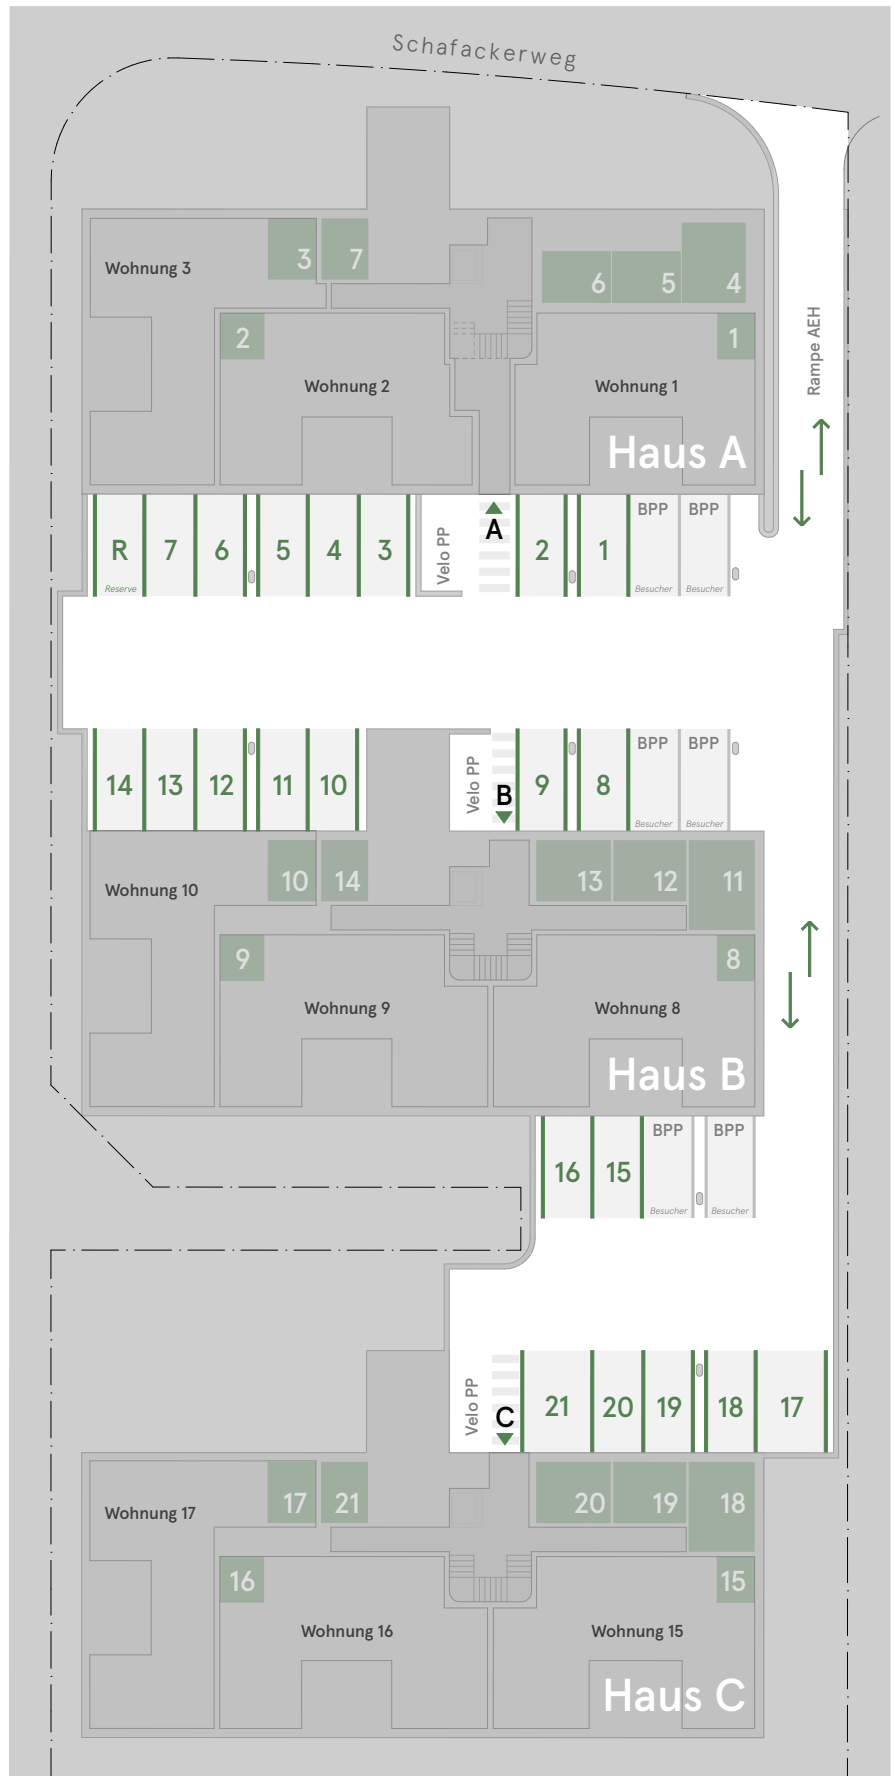 Schafackerweg
3 7
Wohnung 3
6 5 4
2
1
Rampe AEH
Wohnung 2
Wohnung 1
Haus A
R 7 6 5 4 3
Reserve
Velo PP
A
2 1
BPP BPP
Besucher Besucher
14 13 12 11 10
Velo PP
B
9 8
BPP BPP
Besucher Besucher
10 14
Wohnung 10
13 12 11
9
8
Wohnung 9
Wohnung 8
Haus B
16 15
BPP BPP
Besucher Besucher
Velo PP
C
21 20 19 18 17
17 21
Wohnung 17
20 19 18
16
15
Wohnung 16
Wohnung 15
Haus C